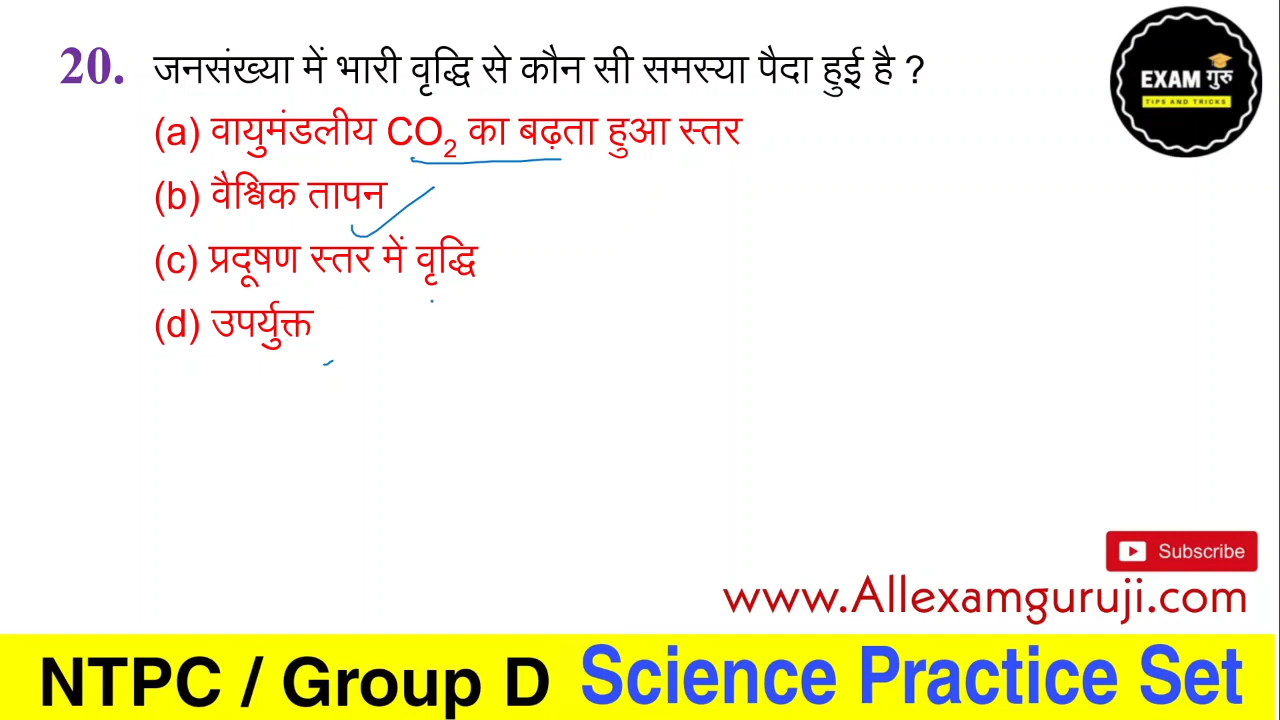 20. जनसंख्या में भारी वृद्धि से कौन सी समस्या पैदा हुई है ?
EXAM गुरु
TIPS AND TRICKS
(a) वायुमंडलीय CO₂ का बढ़ता हुआ स्तर
(b) वैश्विक तापन
(c) प्रदूषण स्तर में वृद्धि
(d) उपर्युक्त
Subscribe
www.Allexamguruji.com
NTPC / Group D Science Practice Set